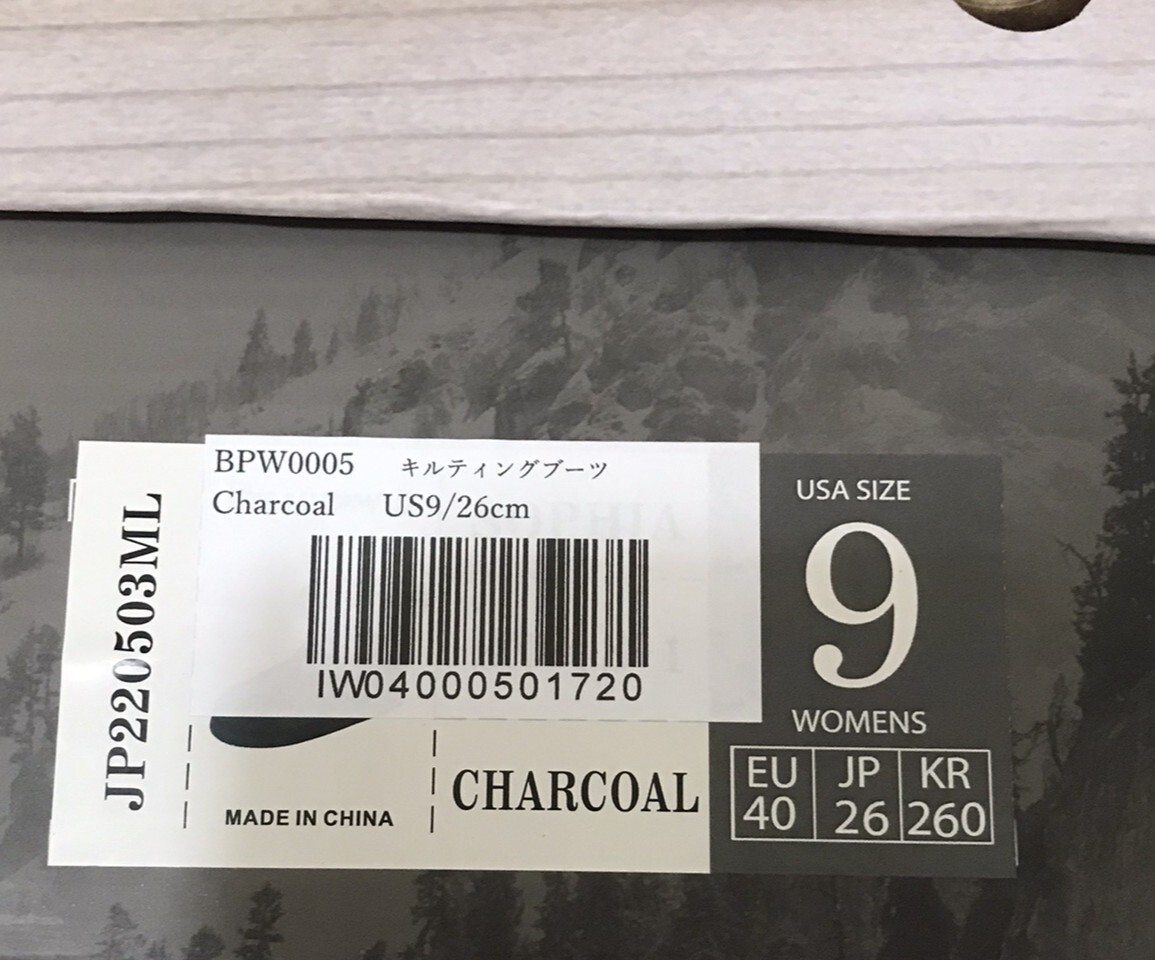 JP220503ML
BPW0005 キルティングブーツ
Charcoal US9/26cm
IW04000501720
MADE IN CHINA
CHARCOAL
USA SIZE
9
WOMENS
EU JP KR
40 26 260